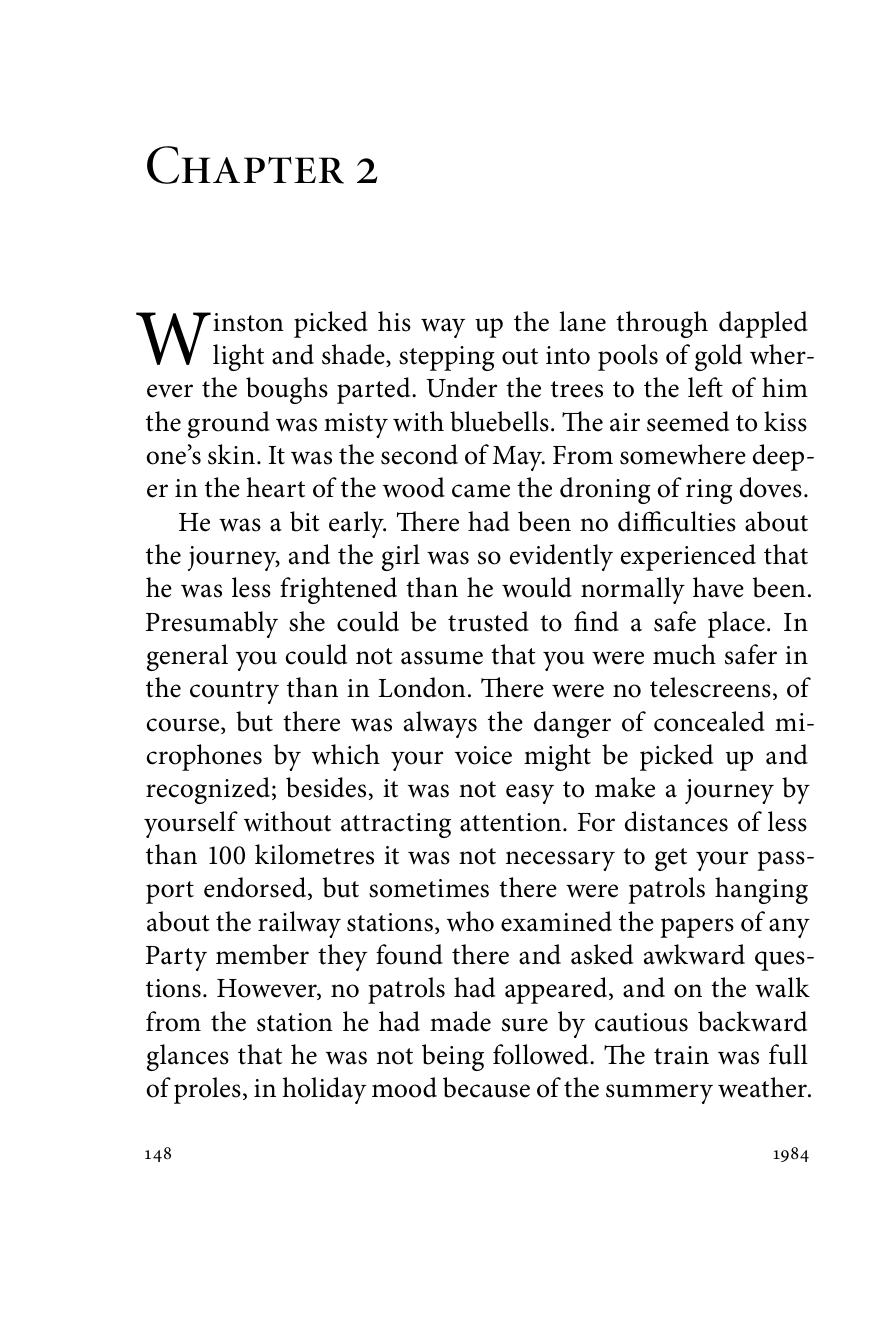 Chapter 2
Winston picked his way up the lane through dappled
light and shade, stepping out into pools of gold wher-
ever the boughs parted. Under the trees to the left of him
the ground was misty with bluebells. The air seemed to kiss
one’s skin. It was the second of May. From somewhere deep-
er in the heart of the wood came the droning of ring doves.
He was a bit early. There had been no difficulties about
the journey, and the girl was so evidently experienced that
he was less frightened than he would normally have been.
Presumably she could be trusted to find a safe place. In
general you could not assume that you were much safer in
the country than in London. There were no telescreens, of
course, but there was always the danger of concealed mi-
crophones by which your voice might be picked up and
recognized; besides, it was not easy to make a journey by
yourself without attracting attention. For distances of less
than 100 kilometres it was not necessary to get your pass-
port endorsed, but sometimes there were patrols hanging
about the railway stations, who examined the papers of any
Party member they found there and asked awkward ques-
tions. However, no patrols had appeared, and on the walk
from the station he had made sure by cautious backward
glances that he was not being followed. The train was full
of proles, in holiday mood because of the summery weather.
148 1984